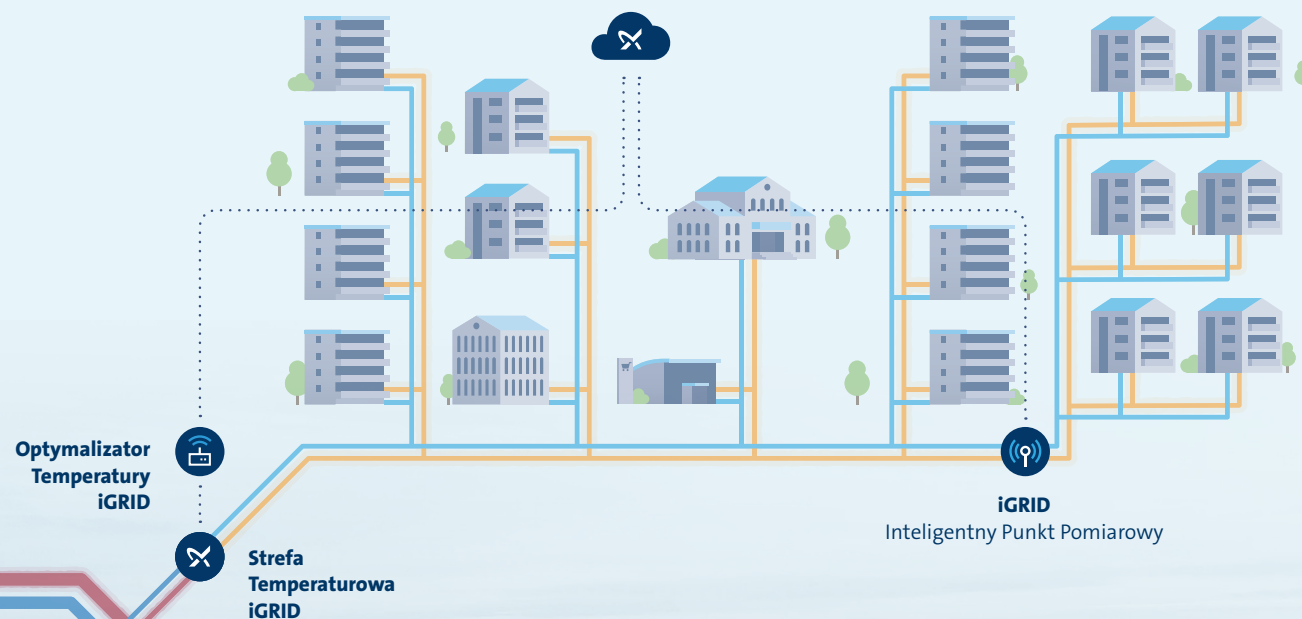 Optymalizator
Temperatury
iGRID
iGRID
Inteligentny Punkt Pomiarowy
Strefa
Temperaturowa
iGRID